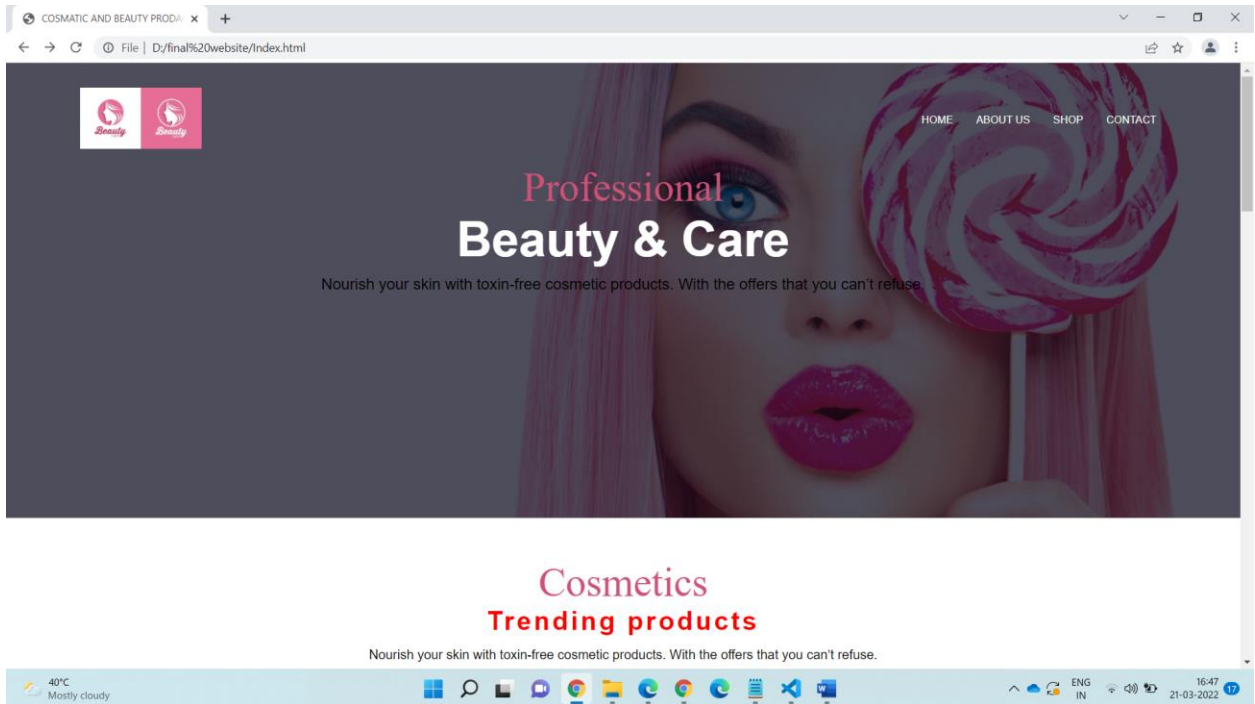 COSMATIC AND BEAUTY PRODA
File | D:/final%20website/Index.html
Beauty Beauty
HOME ABOUT US SHOP CONTACT
Professional
Beauty & Care
Nourish your skin with toxin-free cosmetic products. With the offers that you can't refuse.
Cosmetics
Trending products
Nourish your skin with toxin-free cosmetic products. With the offers that you can't refuse.
40°C
Mostly cloudy
ENG
IN
16:47
21-03-2022
17